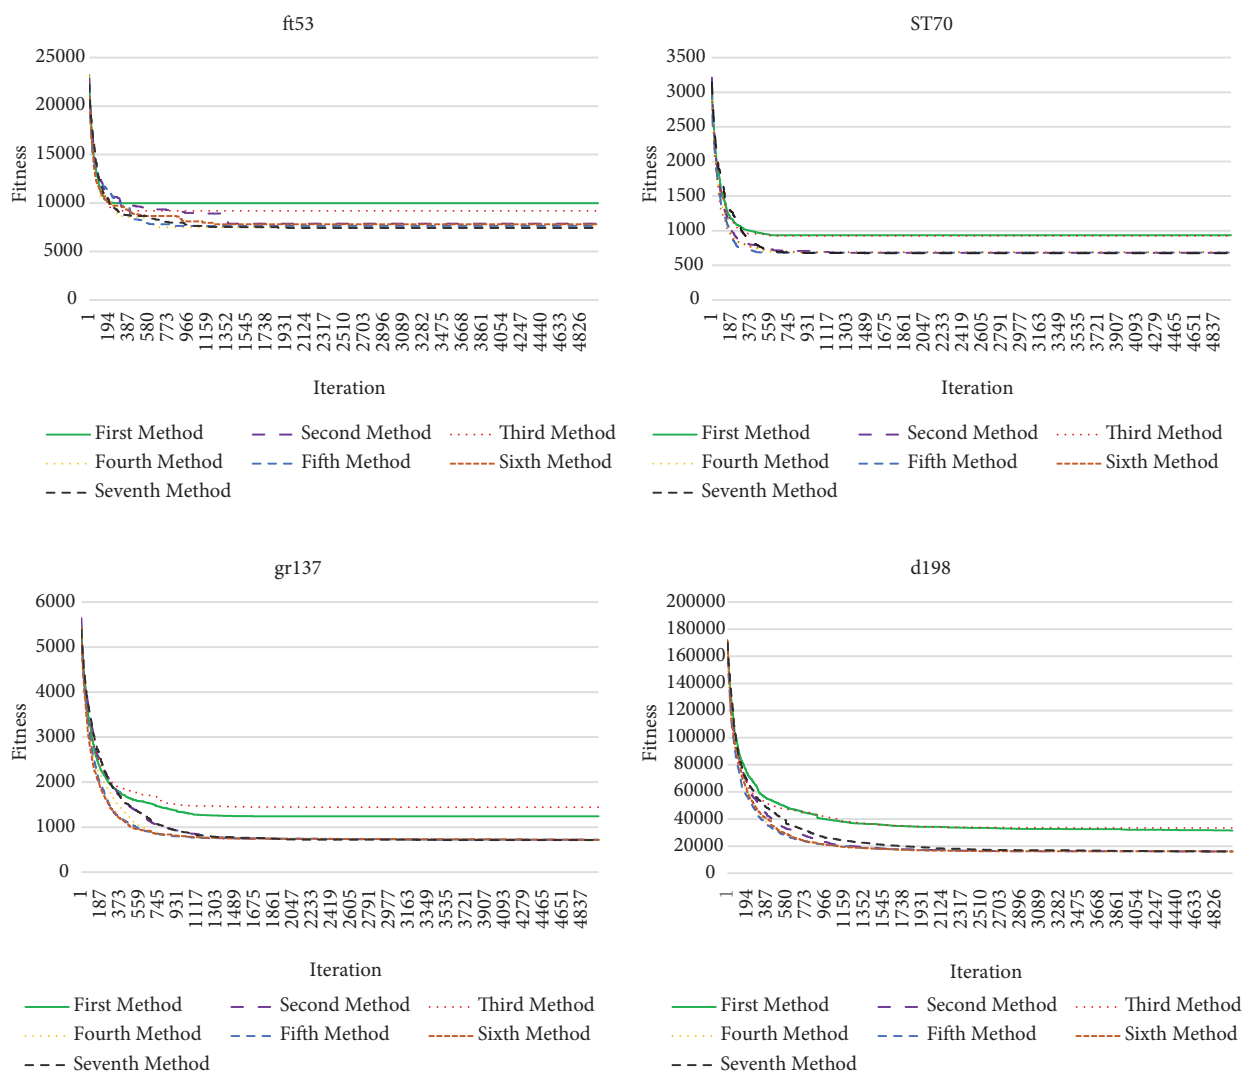 ft53
25000
20000
15000
10000
5000
0
Fitness
1 194 387 580 773 966 1159 1352 1545 1738 1931 2124 2317 2510 2703 2896 3089 3282 3475 3668 3861 4054 4247 4440 4633 4826
Iteration
First Method Second Method Third Method
Fourth Method Fifth Method Sixth Method
Seventh Method
ST70
3500
3000
2500
2000
1500
1000
500
0
Fitness
1 187 373 559 745 931 1117 1303 1489 1675 1861 2047 2233 2419 2605 2791 2977 3163 3349 3535 3721 3907 4093 4279 4465 4651 4837
Iteration
First Method Second Method Third Method
Fourth Method Fifth Method Sixth Method
Seventh Method
gr137
6000
5000
4000
3000
2000
1000
0
Fitness
1 187 373 559 745 931 1117 1303 1489 1675 1861 2047 2233 2419 2605 2791 2977 3163 3349 3535 3721 3907 4093 4279 4465 4651 4837
Iteration
First Method Second Method Third Method
Fourth Method Fifth Method Sixth Method
Seventh Method
d198
200000
180000
160000
140000
120000
100000
80000
60000
40000
20000
0
Fitness
1 194 387 580 773 966 1159 1352 1545 1738 1931 2124 2317 2510 2703 2896 3089 3282 3475 3668 3861 4054 4247 4440 4633 4826
Iteration
First Method Second Method Third Method
Fourth Method Fifth Method Sixth Method
Seventh Method